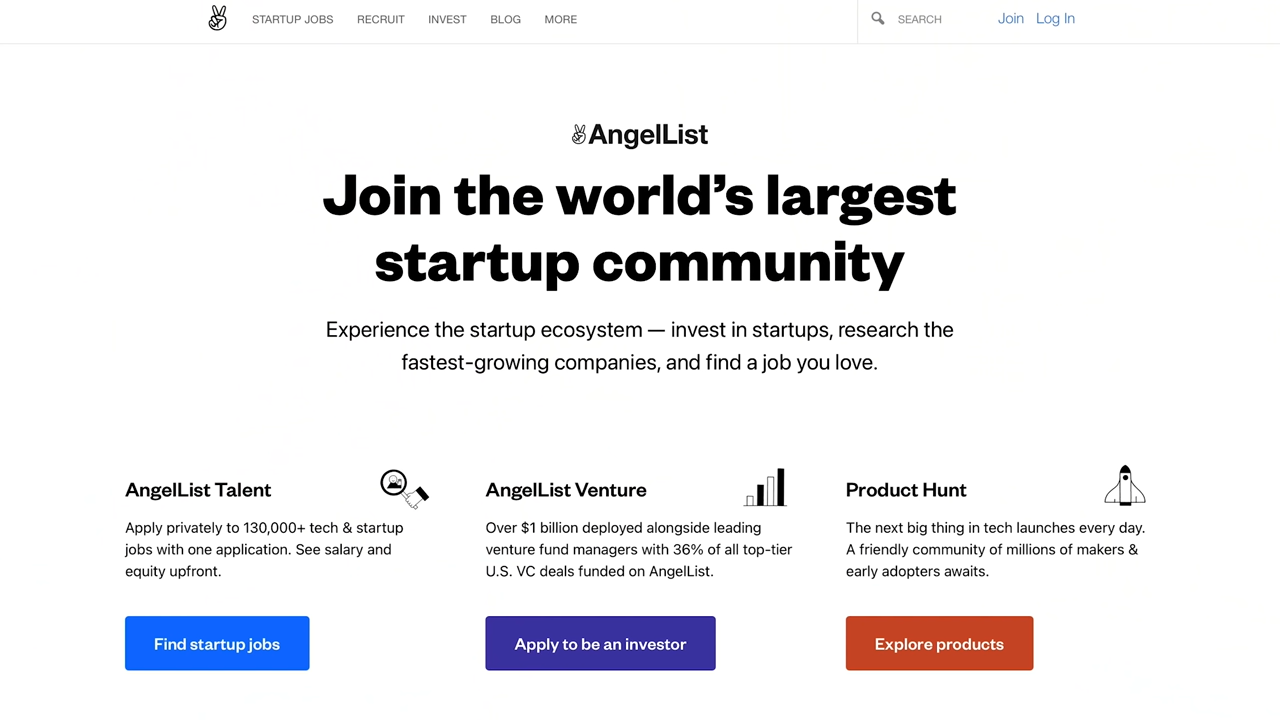 STARTUP JOBS RECRUIT INVEST BLOG MORE SEARCH Join Log In
AngelList
Join the world’s largest
startup community
Experience the startup ecosystem — invest in startups, research the
fastest-growing companies, and find a job you love.
AngelList Talent
Apply privately to 130,000+ tech & startup
jobs with one application. See salary and
equity upfront.
Find startup jobs
AngelList Venture
Over $1 billion deployed alongside leading
venture fund managers with 36% of all top-tier
U.S. VC deals funded on AngelList.
Apply to be an investor
Product Hunt
The next big thing in tech launches every day.
A friendly community of millions of makers &
early adopters awaits.
Explore products